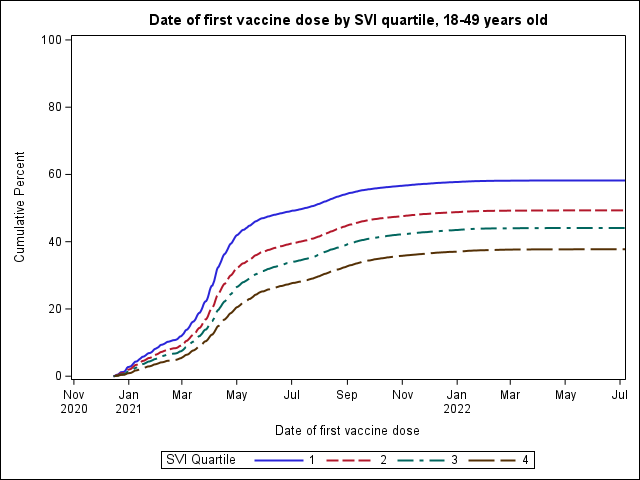 Date of first vaccine dose by SVI quartile, 18-49 years old
Cumulative Percent
100
80
60
40
20
0
Nov Jan Mar May Jul Sep Nov Jan Mar May Jul
2020 2021 2022
Date of first vaccine dose
SVI Quartile 1 2 3 4